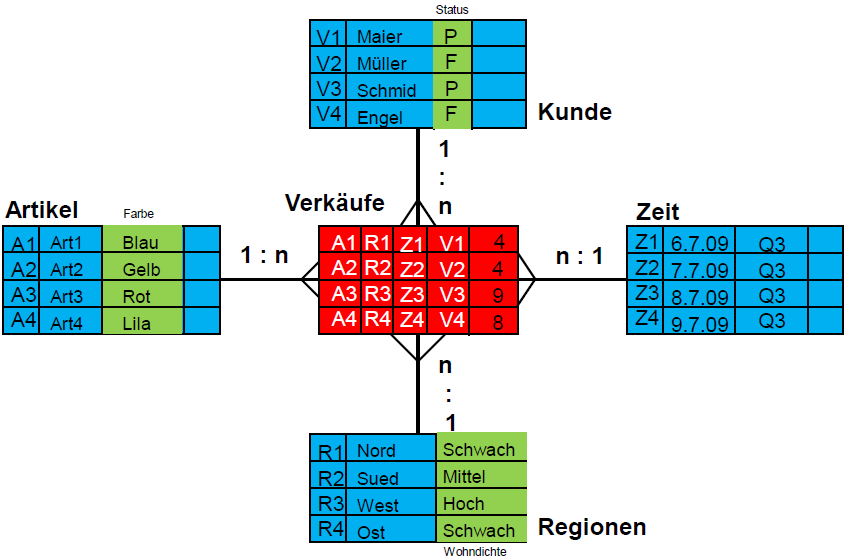 Status
V1 Maier P
V2 Müller F
V3 Schmid P
V4 Engel F
Kunde
1
:
n
Verkäufe
Artikel
Farbe
A1 Art1 Blau
A2 Art2 Gelb
A3 Art3 Rot
A4 Art4 Lila
1 : n
A1 R1 Z1 V1 4
A2 R2 Z2 V2 4
A3 R3 Z3 V3 9
A4 R4 Z4 V4 8
n : 1
Zeit
Z1 6.7.09 Q3
Z2 7.7.09 Q3
Z3 8.7.09 Q3
Z4 9.7.09 Q3
n
:
1
R1 Nord Schwach
R2 Sued Mittel
R3 West Hoch
R4 Ost Schwach
Regionen
Wohndichte